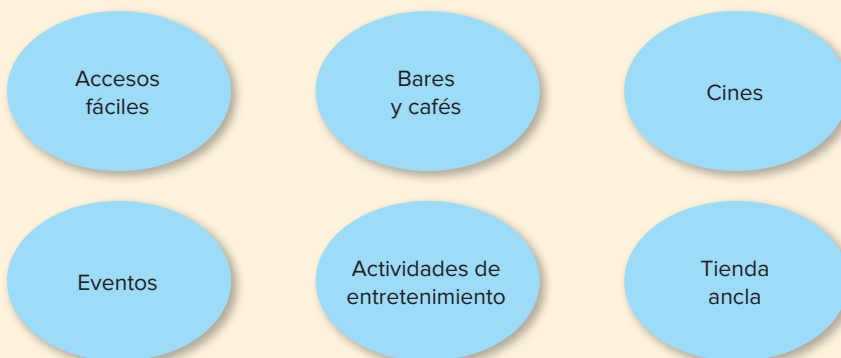 Accesos
fáciles
Bares
y cafés
Cines
Eventos
Actividades de
entretenimiento
Tienda
ancla